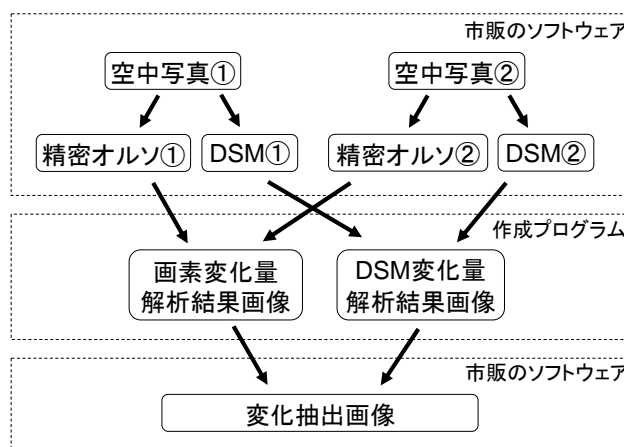 市販のソフトウェア
空中写真①
空中写真②
精密オルソ①
DSM①
精密オルソ②
DSM②
作成プログラム
画素変化量
解析結果画像
DSM変化量
解析結果画像
市販のソフトウェア
変化抽出画像